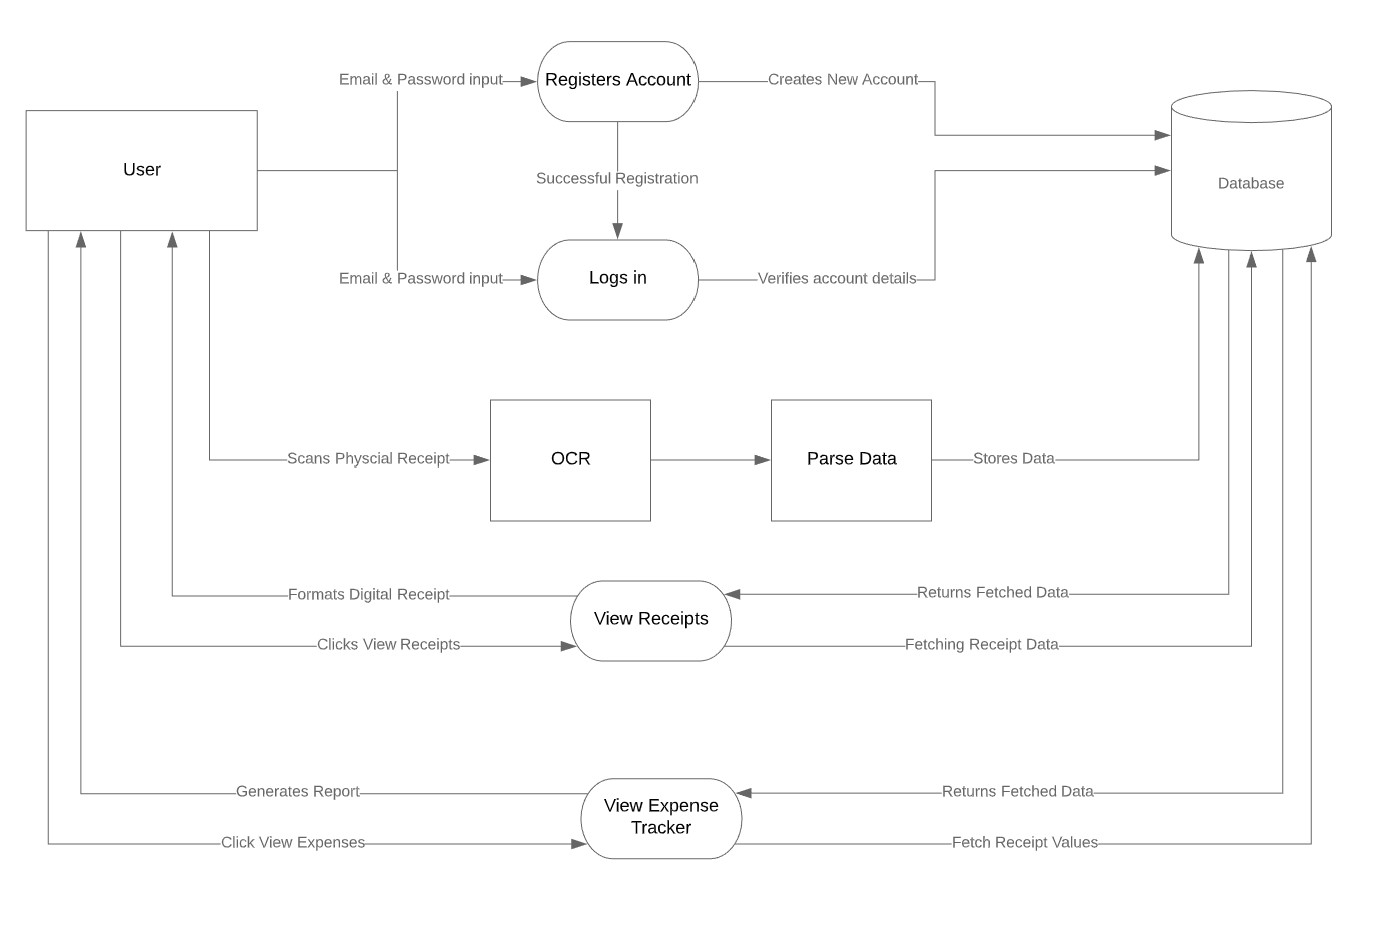 Email & Password input
Registers Account
Creates New Account
User
Successful Registration
Database
Email & Password input
Logs in
Verifies account details
Scans Physcial Receipt
OCR
Parse Data
Stores Data
Formats Digital Receipt
Returns Fetched Data
View Receipts
Clicks View Receipts
Fetching Receipt Data
Generates Report
Returns Fetched Data
View Expense
Tracker
Click View Expenses
Fetch Receipt Values